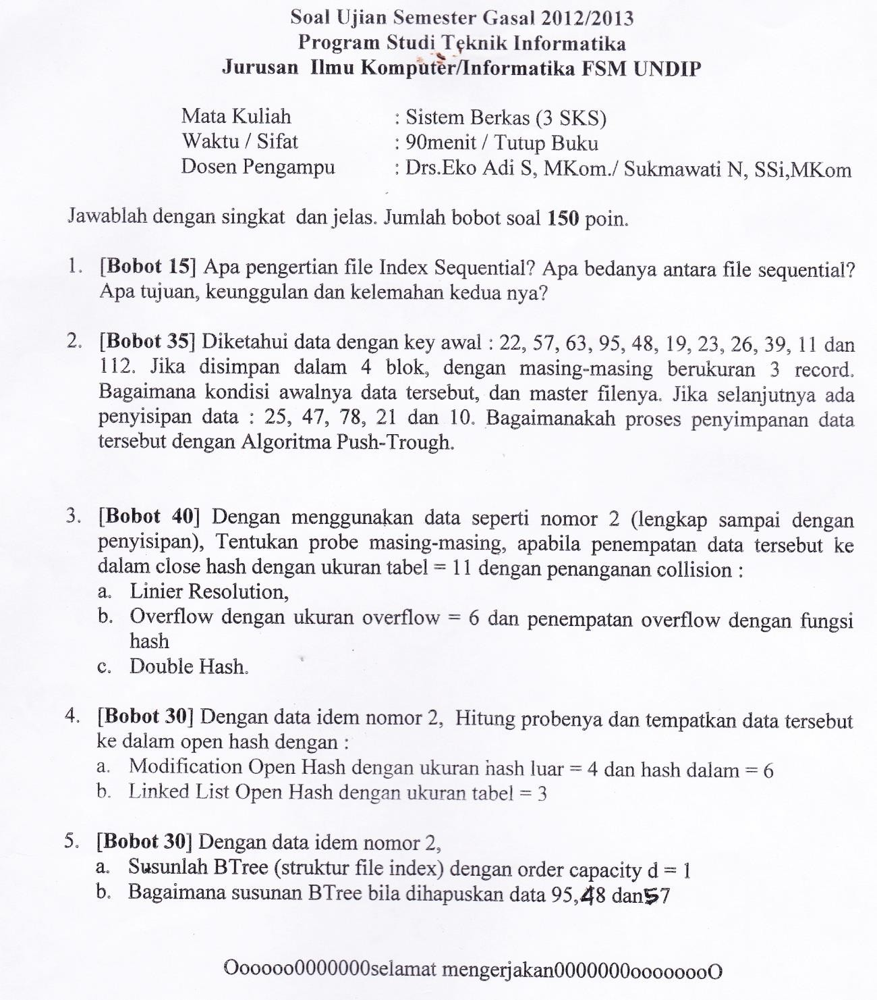 Soal Ujian Semester Gasal 2012/2013
Program Studi Teknik Informatika
Jurusan Ilmu Komputer/Informatika FSM UNDIP
Mata Kuliah : Sistem Berkas (3 SKS)
Waktu / Sifat : 90menit / Tutup Buku
Dosen Pengampu : Drs.Eko Adi S, MKom./ Sukmawati N, SSi,MKom
Jawablah dengan singkat dan jelas. Jumlah bobot soal 150 poin.
1. [Bobot 15] Apa pengertian file Index Sequential? Apa bedanya antara file sequential?
Apa tujuan, keunggulan dan kelemahan kedua nya?
2. [Bobot 35] Diketahui data dengan key awal : 22, 57, 63, 95, 48, 19, 23, 26, 39, 11 dan
112. Jika disimpan dalam 4 blok, dengan masing-masing berukuran 3 record.
Bagaimana kondisi awalnya data tersebut, dan master filenya. Jika selanjutnya ada
penyisipan data : 25, 47, 78, 21 dan 10. Bagaimanakah proses penyimpanan data
tersebut dengan Algoritma Push-Trough.
3. [Bobot 40] Dengan menggunakan data seperti nomor 2 (lengkap sampai dengan
penyisipan), Tentukan probe masing-masing, apabila penempatan data tersebut ke
dalam close hash dengan ukuran tabel = 11 dengan penanganan collision :
a. Linier Resolution,
b. Overflow dengan ukuran overflow = 6 dan penempatan overflow dengan fungsi
hash
c. Double Hash.
4. [Bobot 30] Dengan data idem nomor 2, Hitung probenya dan tempatkan data tersebut
ke dalam open hash dengan :
a. Modification Open Hash dengan ukuran hash luar = 4 dan hash dalam = 6
b. Linked List Open Hash dengan ukuran tabel = 3
5. [Bobot 30] Dengan data idem nomor 2,
a. Susunlah BTree (struktur file index) dengan order capacity d = 1
b. Bagaimana susunan BTree bila dihapuskan data 95,48 dan57
Oooooo0000000selamat mengerjakan0000000oooooooO